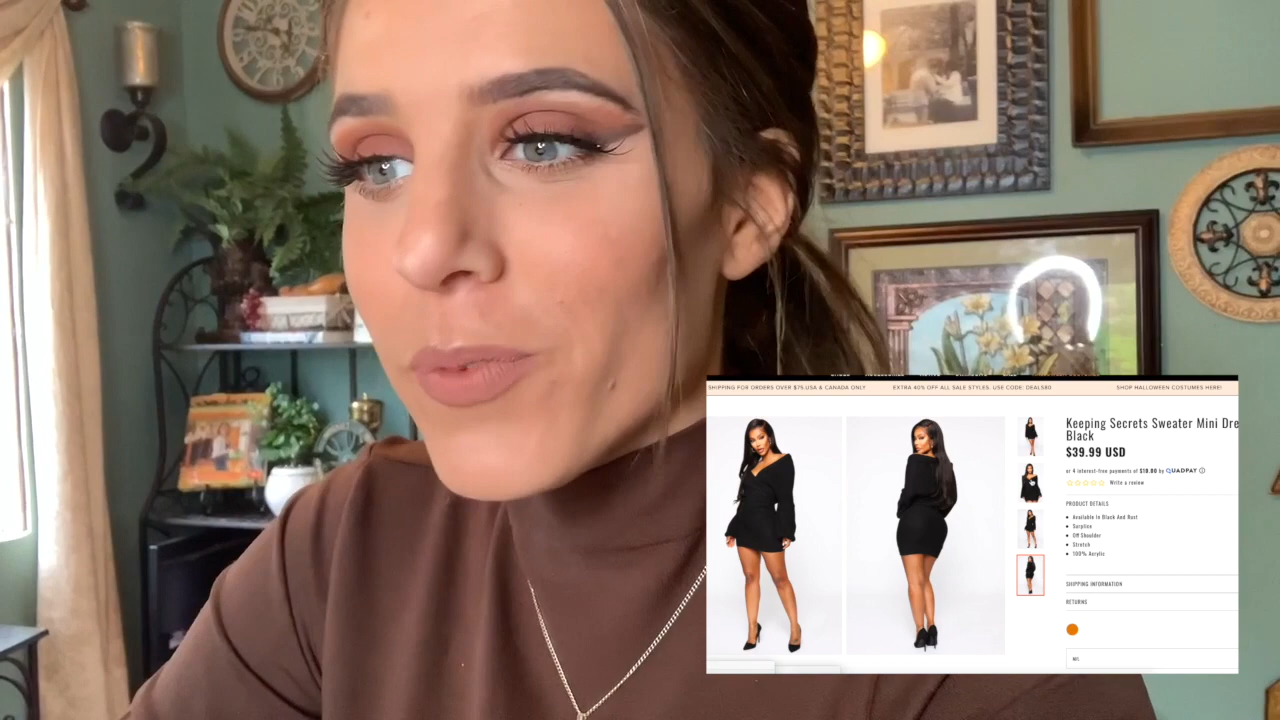 SHIPPING FOR ORDERS OVER $75 USA & CANADA ONLY
EXTRA 40% OFF ALL SALE STYLES. USE CODE: DEALS80
SHOP HALLOWEEN COSTUMES HERE!
Keeping Secrets Sweater Mini Dre
Black
$39.99 USD
or 4 interest-free payments of $10.00 by QUADPAY
Write a review
PRODUCT DETAILS
Available In Black And Rust
Surplice
Off Shoulder
Stretch
100% Acrylic
SHIPPING INFORMATION
RETURNS
M/L